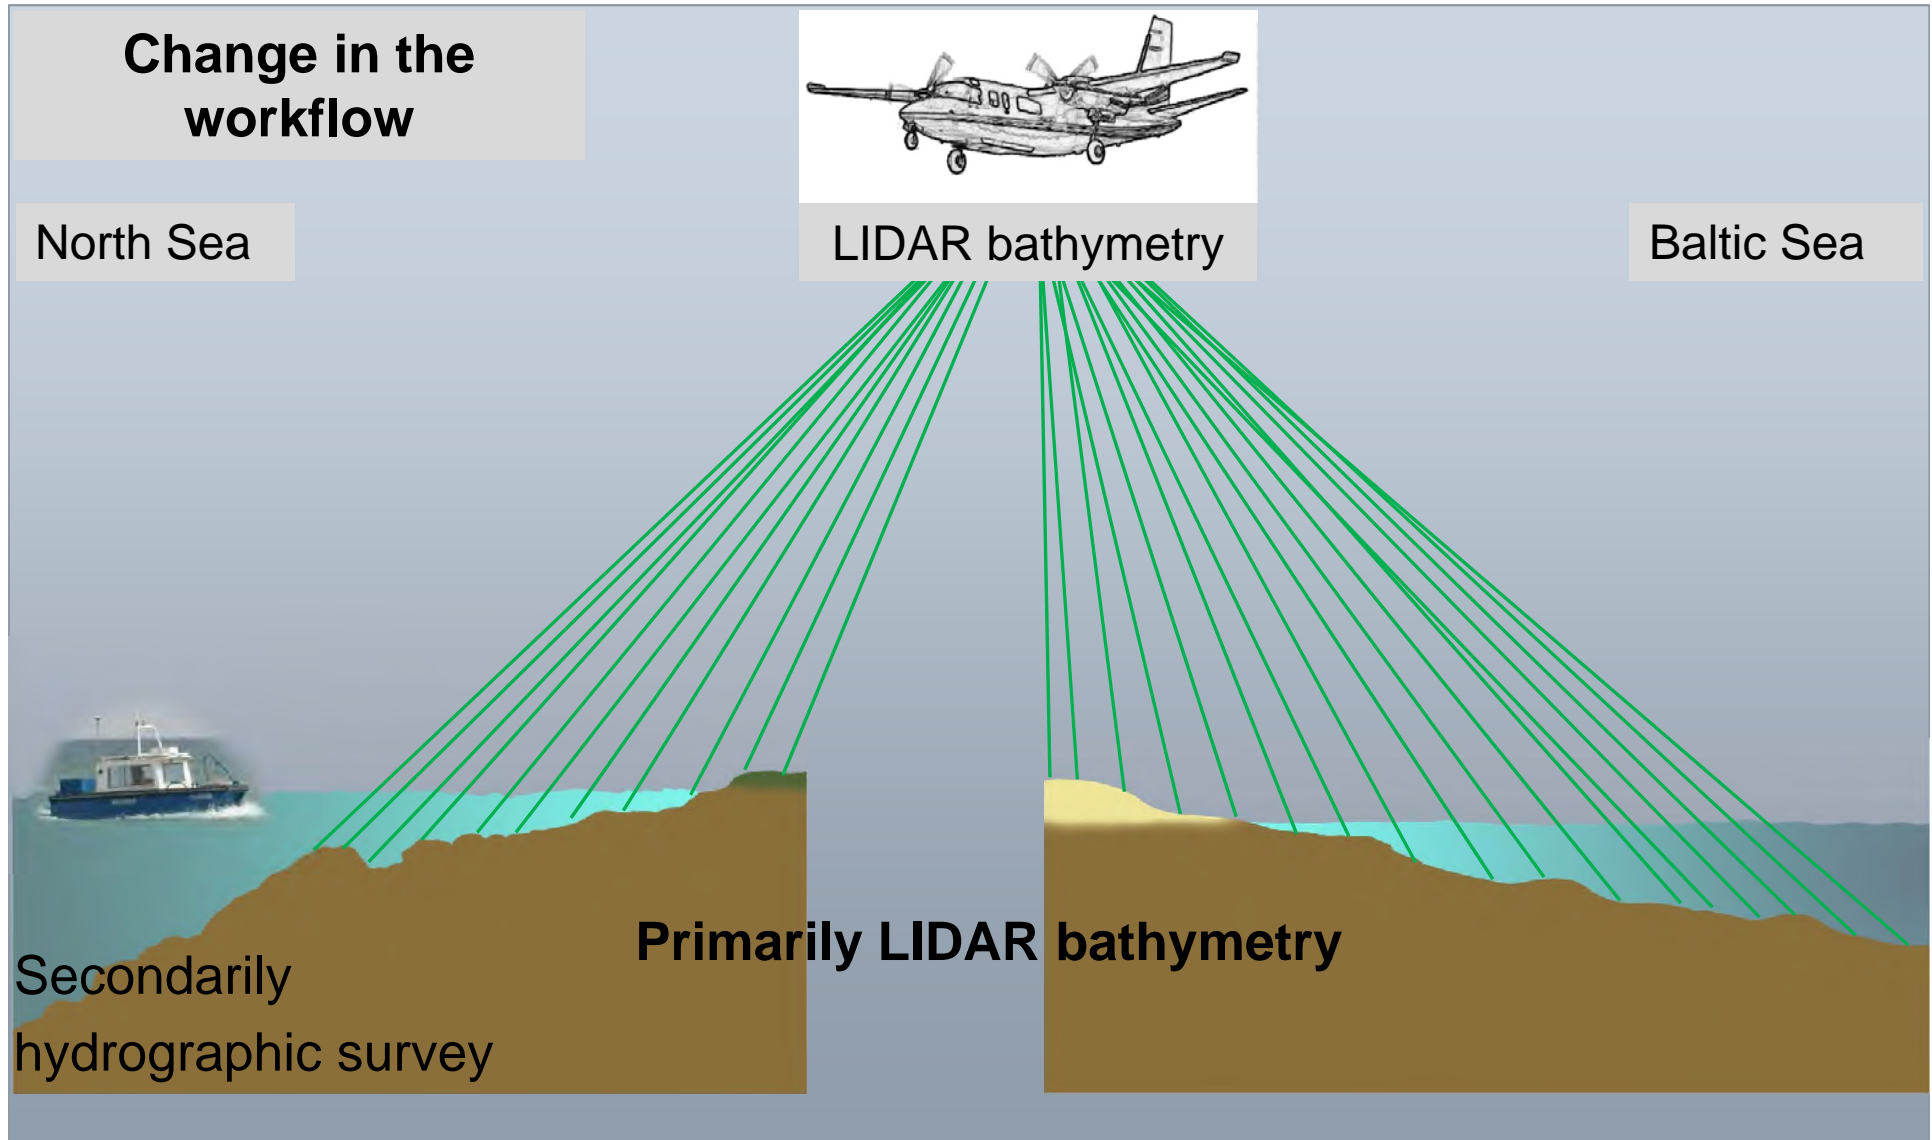 Change in the
workflow
North Sea
LIDAR bathymetry
Baltic Sea
Primarily LIDAR bathymetry
Secondarily
hydrographic survey